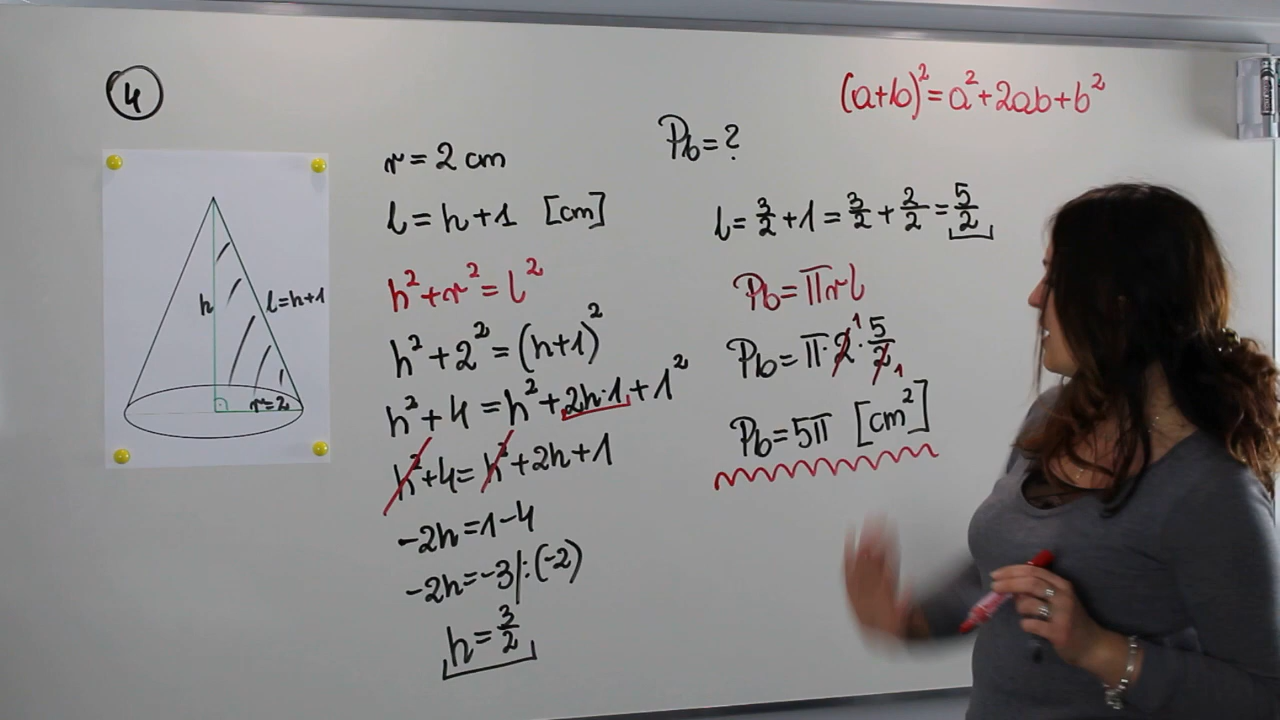 4
h
l=h+1
r=2
r = 2 cm
l = h+1 [cm]
h²+r² = l²
h²+2² = (h+1)²
h²+4 = h²+2h·1+1²
h²+4 = h²+2h+1
-2h = 1-4
-2h = -3 /:(-2)
h = 3/2
Pb = ?
l = 3/2 + 1 = 3/2 + 2/2 = 5/2
Pb = πrl
Pb = π·2·5/2
1
1
Pb = 5π [cm²]
(a+b)² = a²+2ab+b²